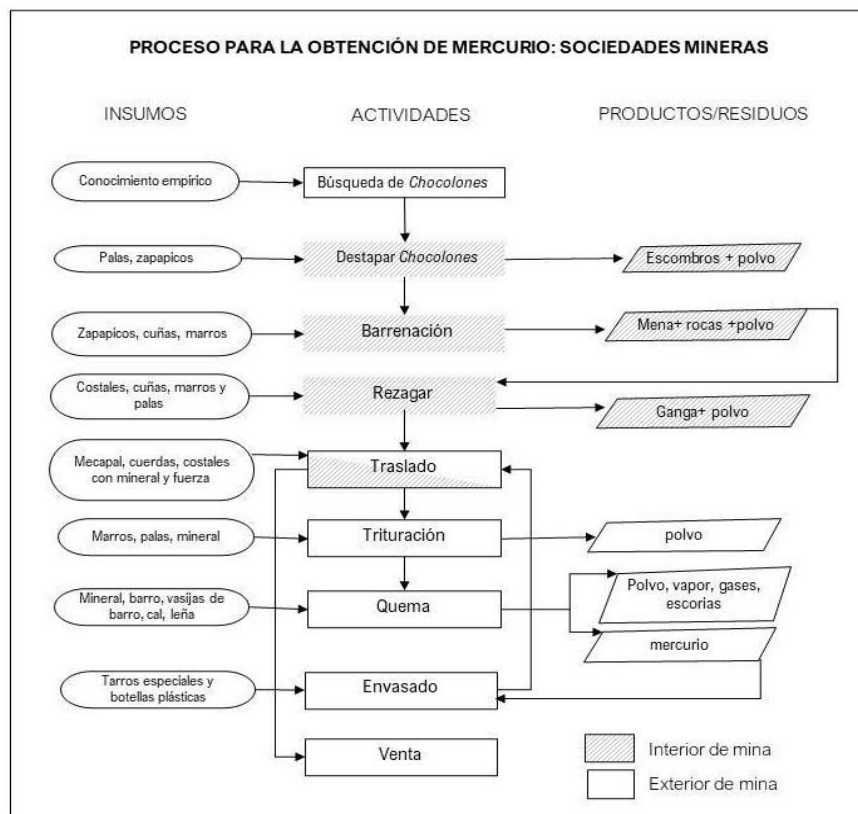 PROCESO PARA LA OBTENCIÓN DE MERCURIO: SOCIEDADES MINERAS
INSUMOS
ACTIVIDADES
PRODUCTOS/RESIDUOS
Conocimiento empírico
Búsqueda de Chocolones
Palas, zapapicos
Destapar Chocolones
Escombros + polvo
Zapapicos, cuñas, marros
Barrenación
Mena+ rocas +polvo
Costales, cuñas, marros y
palas
Rezagar
Ganga+ polvo
Mecapal, cuerdas, costales
con mineral y fuerza
Traslado
Marros, palas, mineral
Trituración
polvo
Mineral, barro, vasijas de
barro, cal, leña
Quema
Polvo, vapor, gases,
escorias
mercurio
Tarros especiales y
botellas plásticas
Envasado
Venta
Interior de mina
Exterior de mina